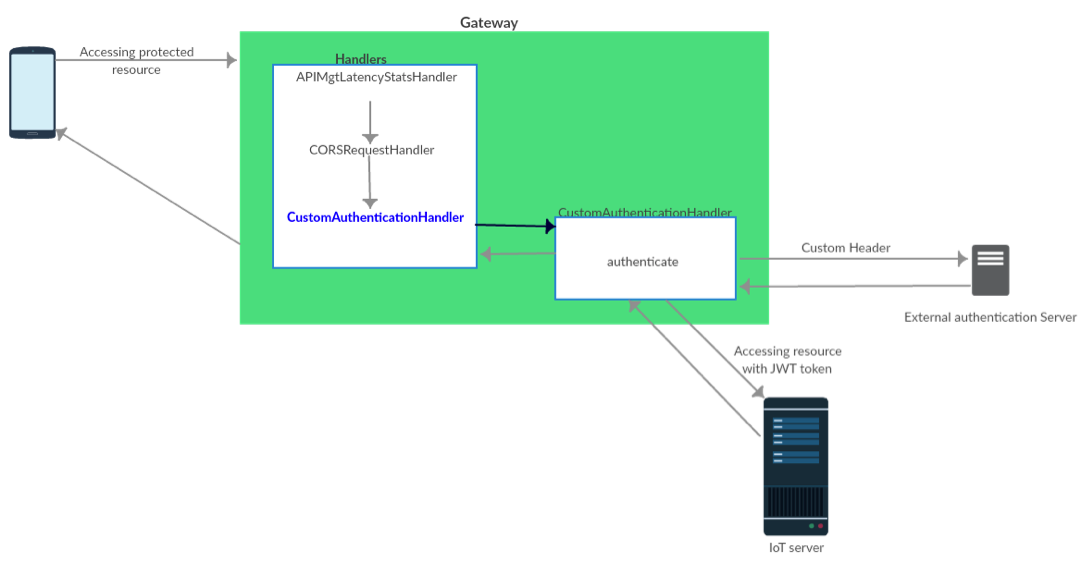 Gateway
Accessing protected
resource
Handlers
APIMgtLatencyStatsHandler
CORSRequestHandler
CustomAuthenticationHandler
CustomAuthenticationHandler
authenticate
Custom Header
External authentication Server
Accessing resource
with JWT token
IoT server